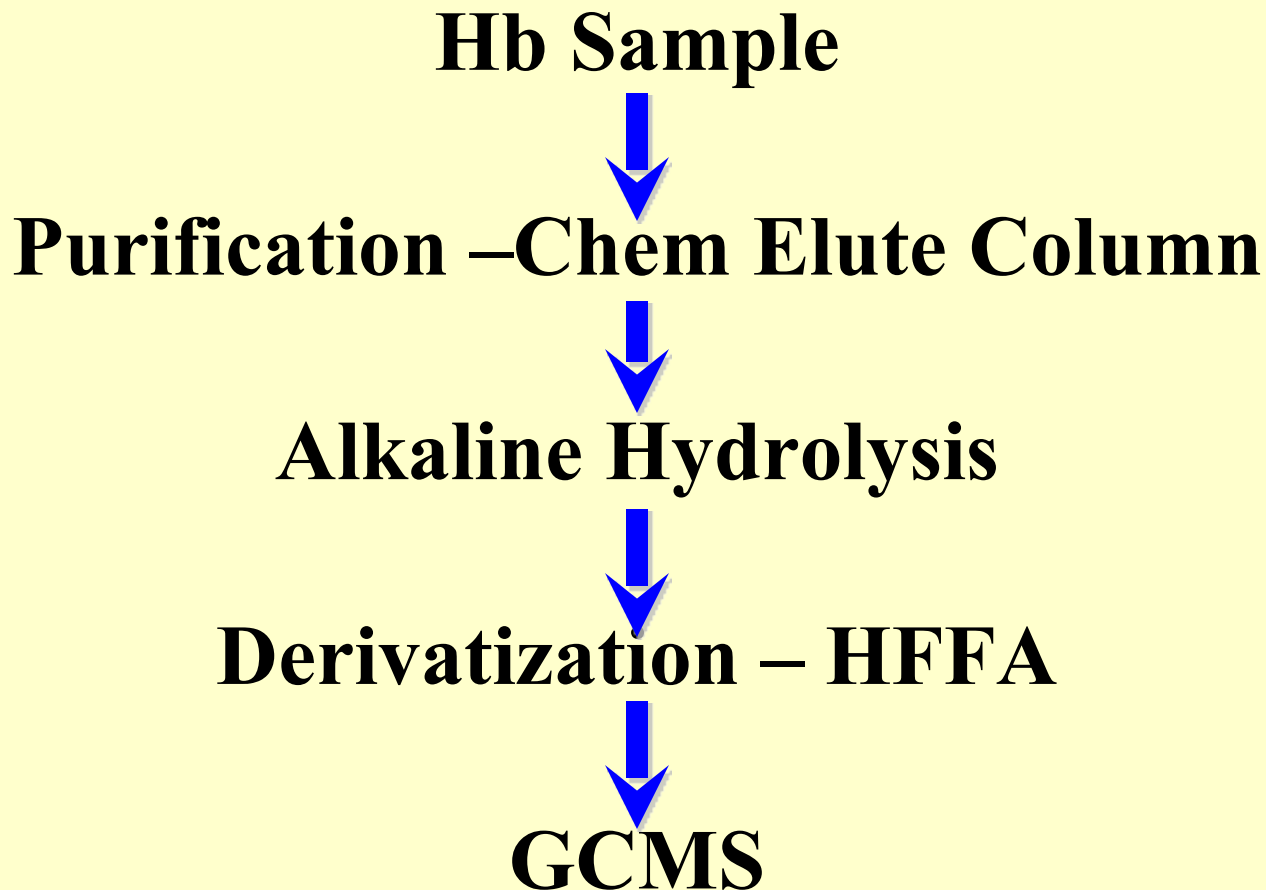 Hb Sample
Purification –Chem Elute Column
Alkaline Hydrolysis
Derivatization – HFFA
GCMS